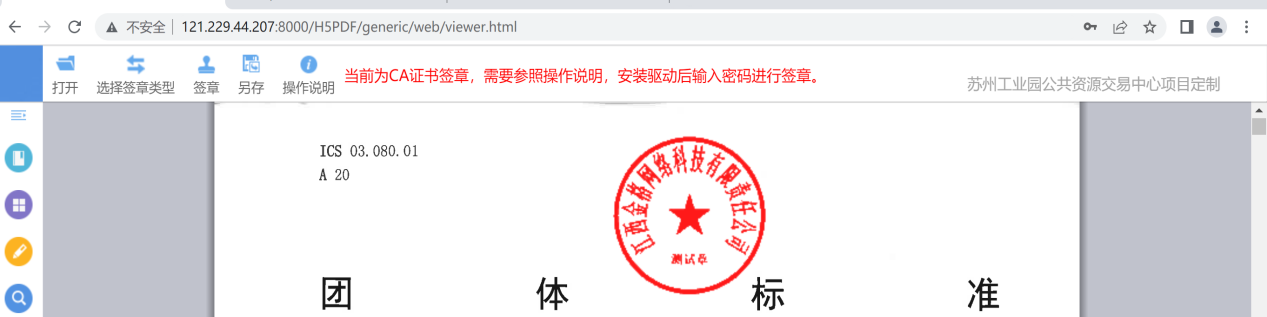 不安全 121.229.44.207:8000/H5PDF/generic/web/viewer.html
打开 选择签章类型 签章 另存 操作说明
当前为CA证书签章，需要参照操作说明，安装驱动后输入密码进行签章。
苏州工业园公共资源交易中心项目定制
ICS 03.080.01
A 20
江西金格网络科技有限责任公司
测试章
团 体 标 准